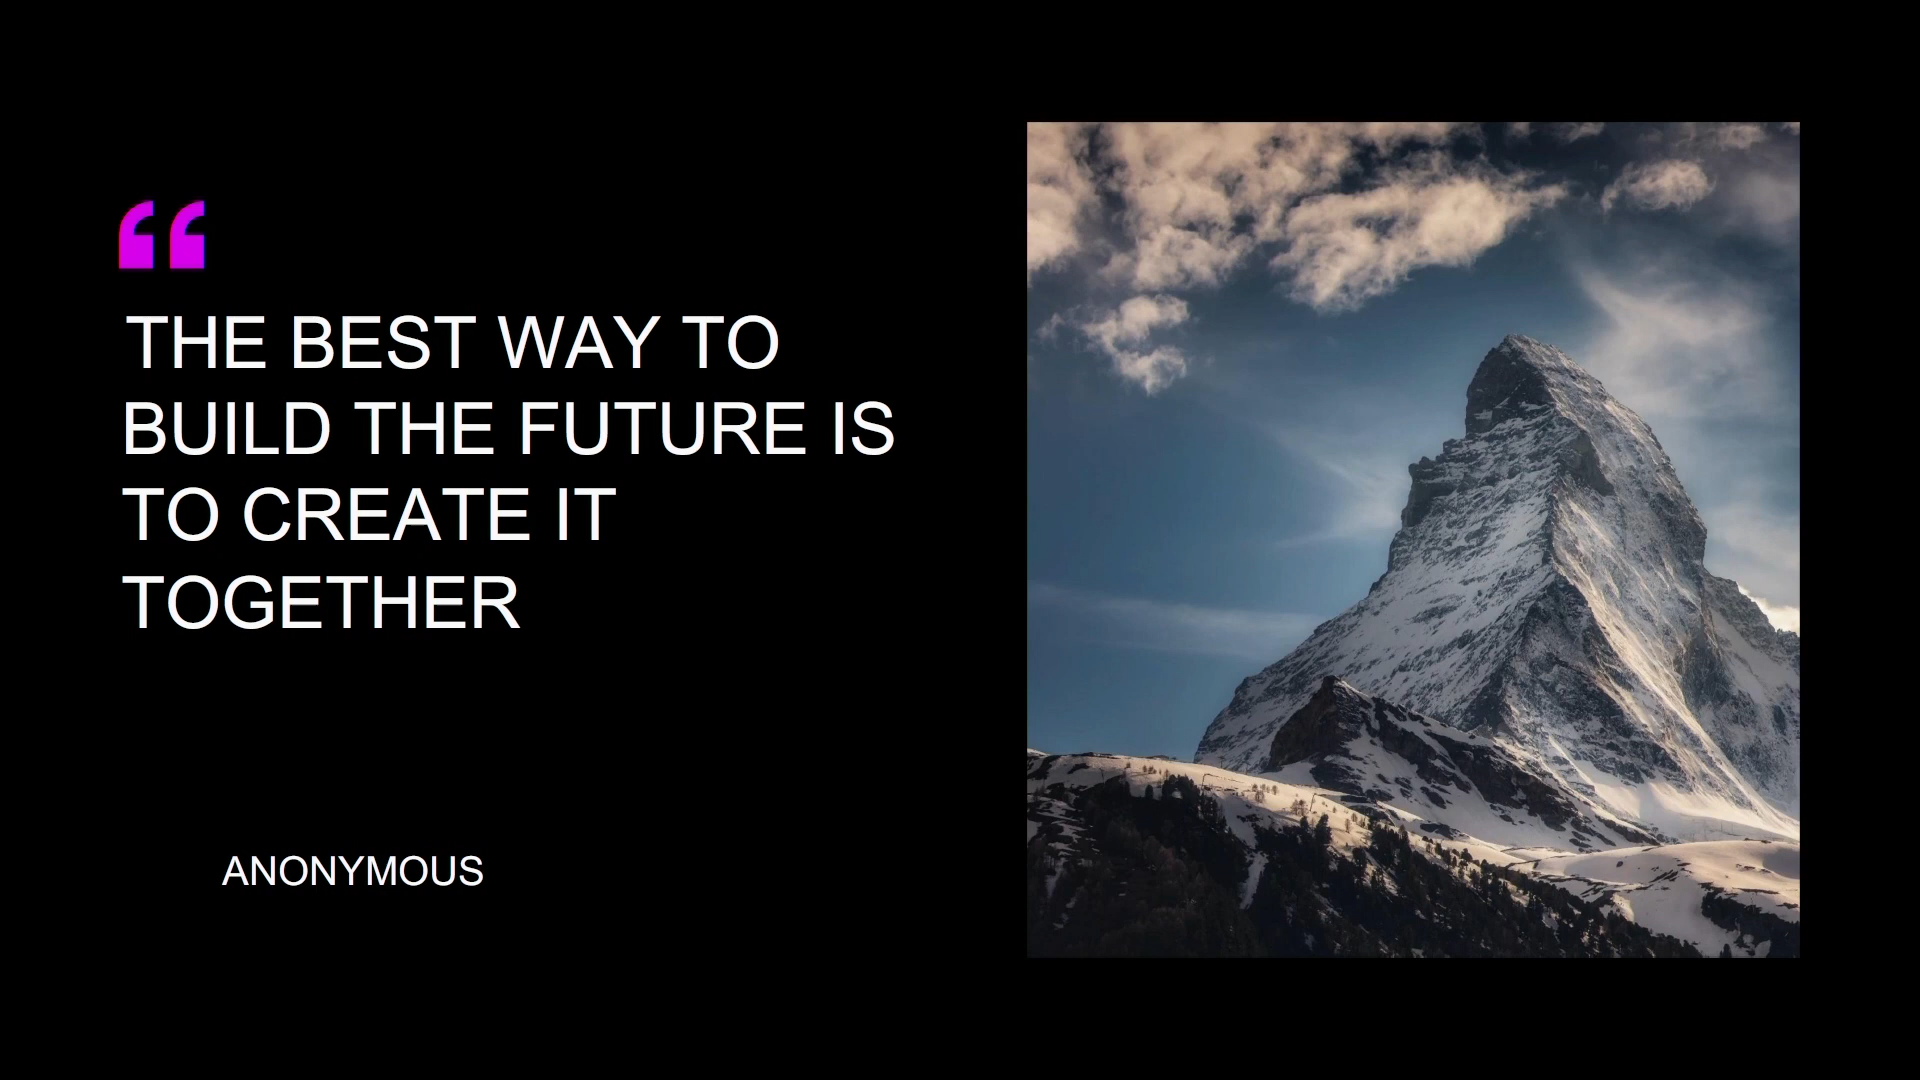 “
THE BEST WAY TO
BUILD THE FUTURE IS
TO CREATE IT
TOGETHER
ANONYMOUS